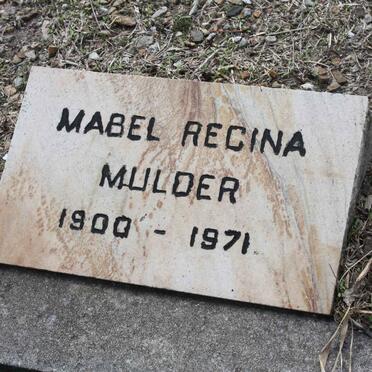 MABEL REGINA
MULDER
1900 - 1971